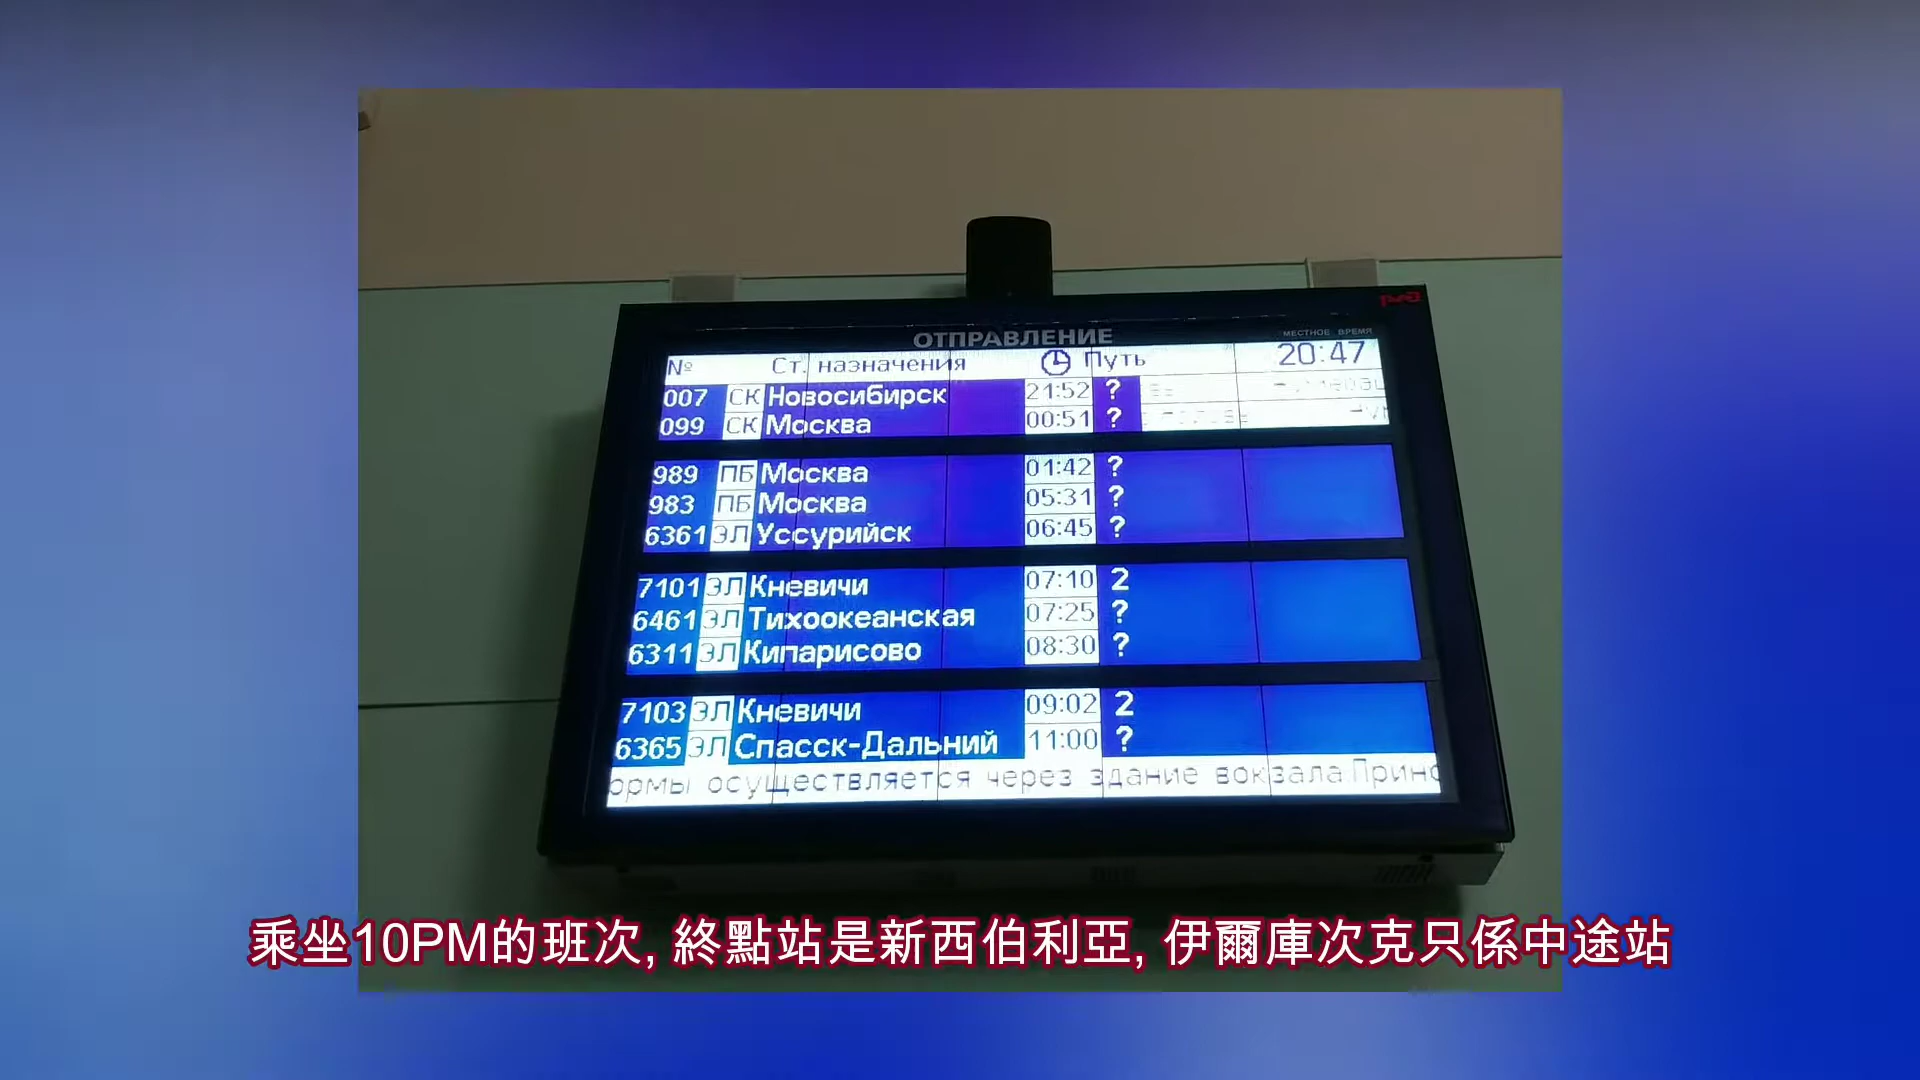 ржд
ОТПРАВЛЕНИЕ
МЕСТНОЕ ВРЕМЯ
№ Ст. назначения Путь 20:47
007 СК Новосибирск 21:52 ?
099 СК Москва 00:51 ?
989 ПБ Москва 01:42 ?
983 ПБ Москва 05:31 ?
6361 ЭЛ Уссурийск 06:45 ?
7101 ЭЛ Кневичи 07:10 2
6461 ЭЛ Тихоокеанская 07:25 ?
6311 ЭЛ Кипарисово 08:30 ?
7103 ЭЛ Кневичи 09:02 2
6365 ЭЛ Спасск-Дальний 11:00 ?
ормы осуществляется через здание вокзала.Принс
乘坐10PM的班次, 終點站是新西伯利亞, 伊爾庫次克只係中途站